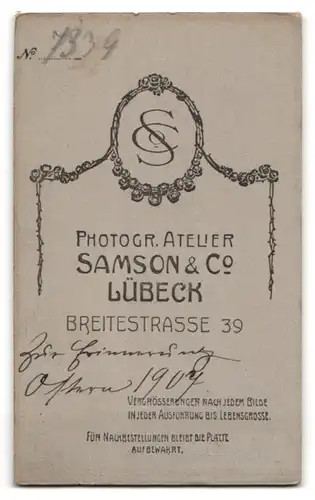 No. 7339
SCo
PHOTOGR. ATELIER
SAMSON & Co
LÜBECK
BREITESTRASSE 39
Zur Erinnerung
Ostern 1907.
VERGRÖSSERUNGEN NACH JEDEM BILDE
IN JEDER AUSFÜHRUNG BIS LEBENSGRÖSSE.
FÜR NACHBESTELLUNGEN BLEIBT DIE PLATTE
AUFBEWAHRT.